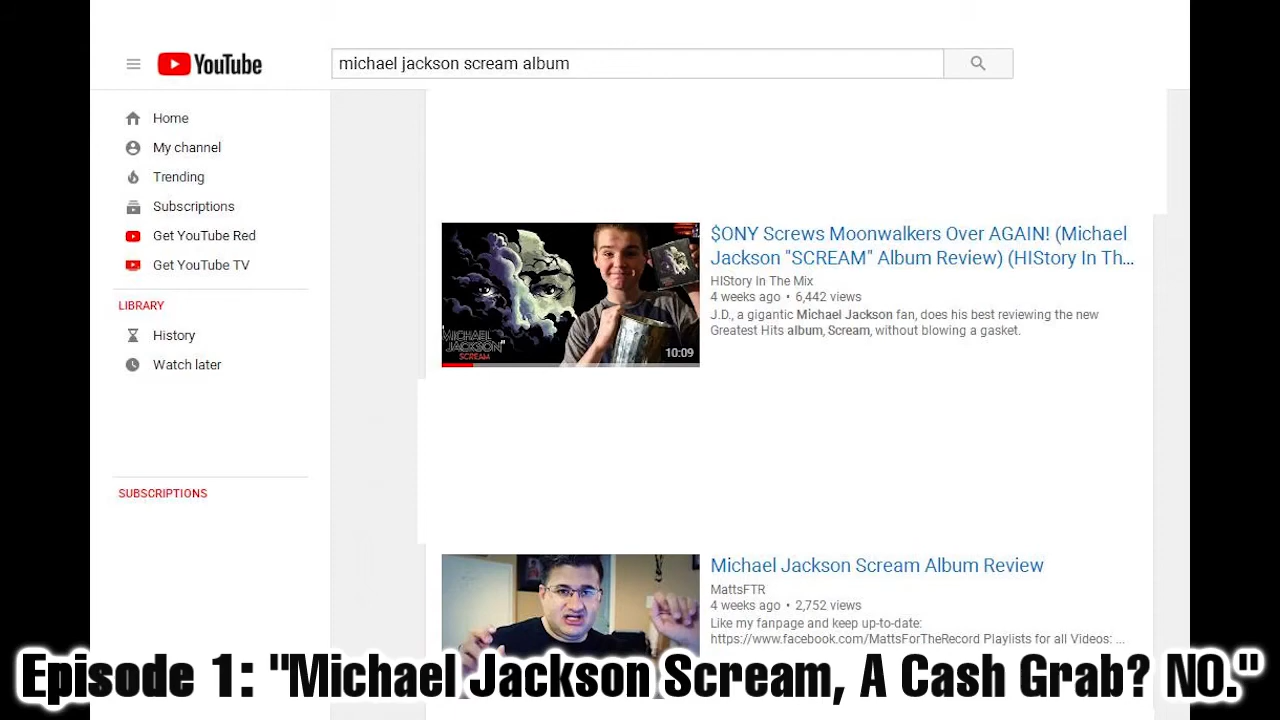 YouTube
michael jackson scream album
Home
My channel
Trending
Subscriptions
Get YouTube Red
Get YouTube TV
LIBRARY
History
Watch later
SUBSCRIPTIONS
MICHAEL
JACKSON
SCREAM
10:09
$ONY Screws Moonwalkers Over AGAIN! (Michael
Jackson "SCREAM" Album Review) (HIStory In Th...
HIStory In The Mix
4 weeks ago • 6,442 views
J.D., a gigantic Michael Jackson fan, does his best reviewing the new
Greatest Hits album, Scream, without blowing a gasket.
Michael Jackson Scream Album Review
MattsFTR
4 weeks ago • 2,752 views
Like my fanpage and keep up-to-date:
https://www.facebook.com/MattsForTheRecord Playlists for all Videos: ...
Episode 1: "Michael Jackson Scream, A Cash Grab? NO."